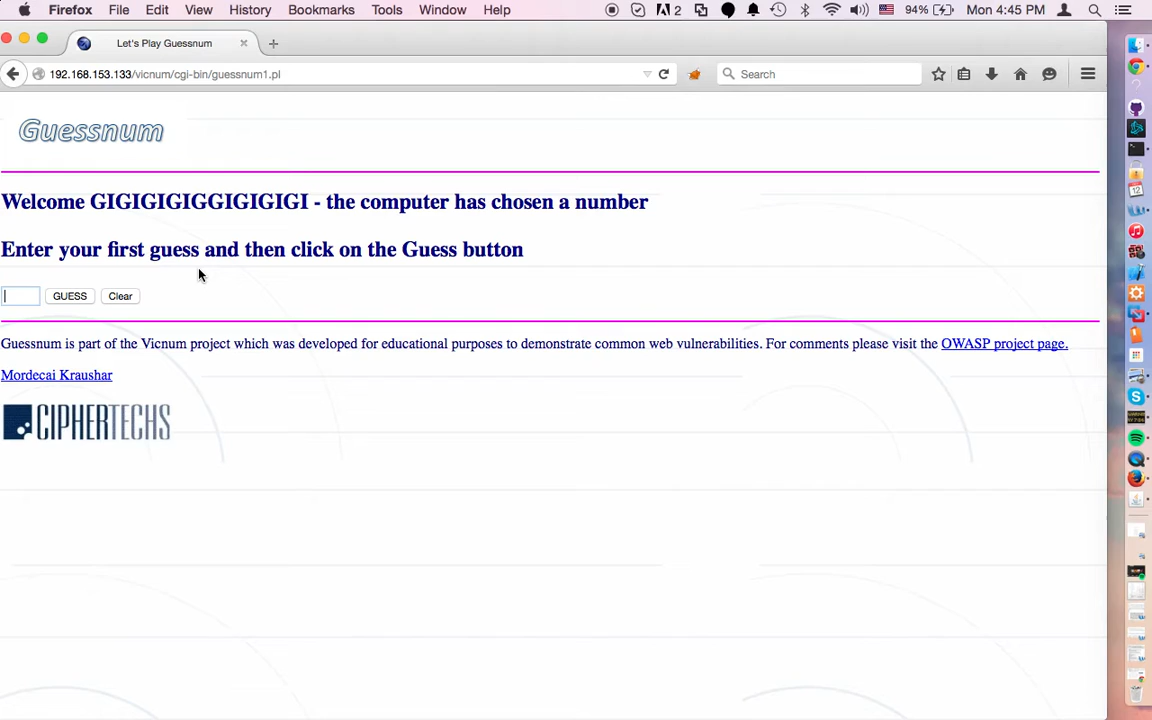 Firefox File Edit View History Bookmarks Tools Window Help 2 94% Mon 4:45 PM
Let's Play Guessnum
192.168.153.133/vicnum/cgi-bin/guessnum1.pl Search
Guessnum
Welcome GIGIGIGIGGIGIGIGI - the computer has chosen a number
Enter your first guess and then click on the Guess button
GUESS Clear
Guessnum is part of the Vicnum project which was developed for educational purposes to demonstrate common web vulnerabilities. For comments please visit the OWASP project page.
Mordecai Kraushar
CIPHERTECHS